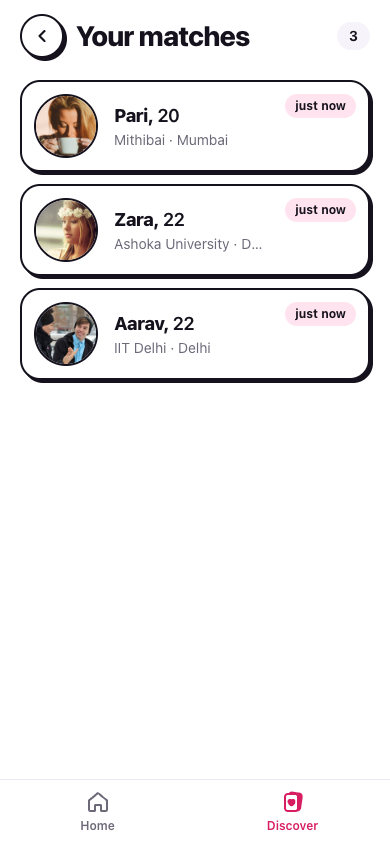 Your matches
3
Pari, 20
just now
Mithibai · Mumbai
Zara, 22
just now
Ashoka University · D...
Aarav, 22
just now
IIT Delhi · Delhi
Home
Discover